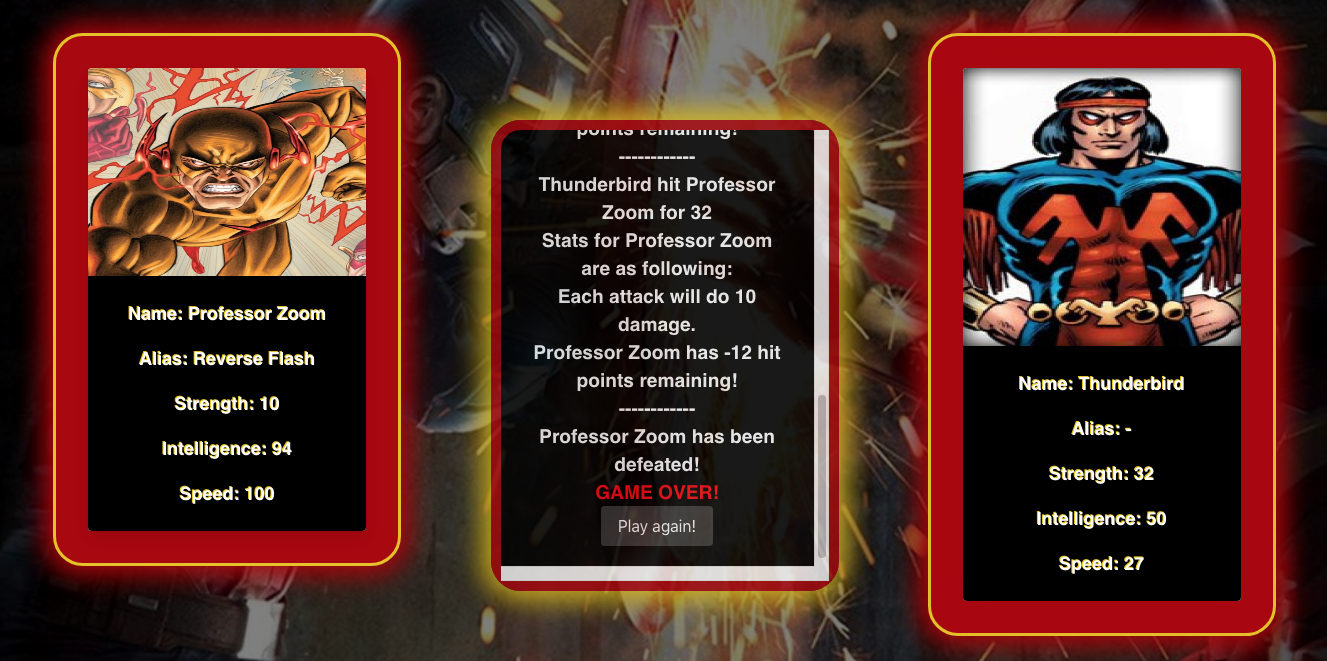 Name: Professor Zoom
Alias: Reverse Flash
Strength: 10
Intelligence: 94
Speed: 100
points remaining!
------------
Thunderbird hit Professor
Zoom for 32
Stats for Professor Zoom
are as following:
Each attack will do 10
damage.
Professor Zoom has -12 hit
points remaining!
------------
Professor Zoom has been
defeated!
GAME OVER!
Play again!
Name: Thunderbird
Alias: -
Strength: 32
Intelligence: 50
Speed: 27